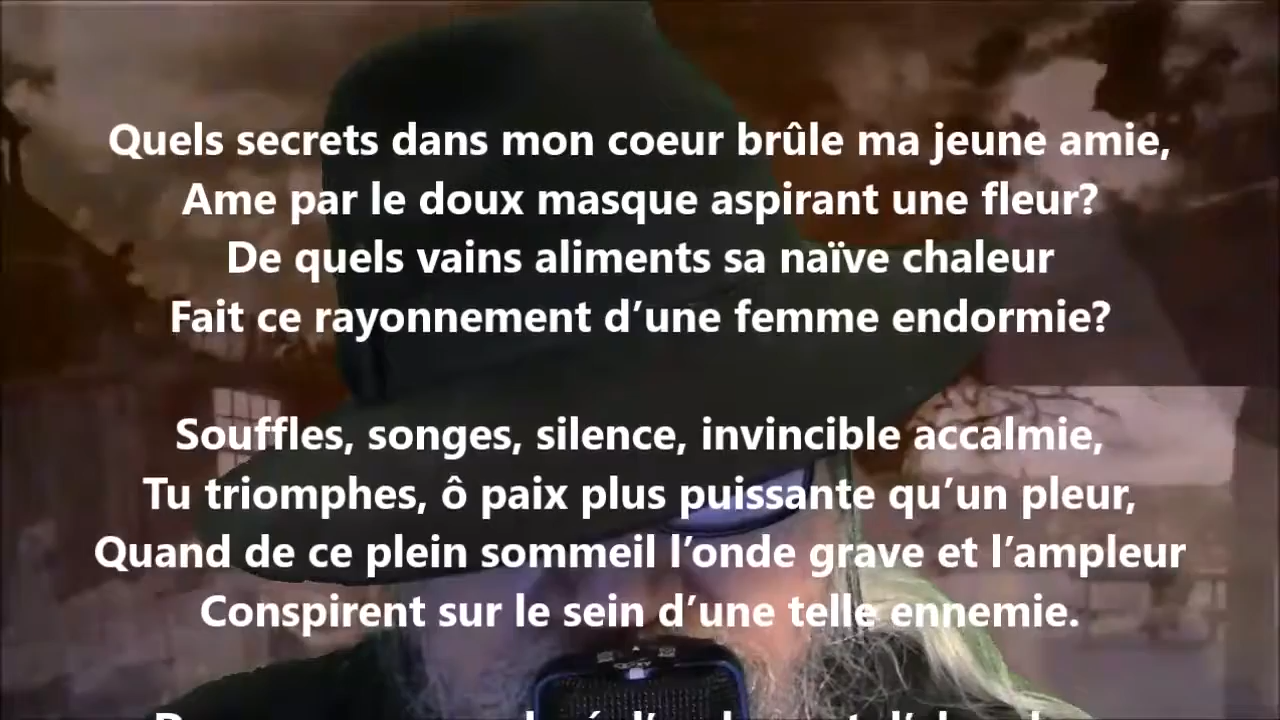 Quels secrets dans mon coeur brûle ma jeune amie,
Ame par le doux masque aspirant une fleur?
De quels vains aliments sa naïve chaleur
Fait ce rayonnement d’une femme endormie?
Souffles, songes, silence, invincible accalmie,
Tu triomphes, ô paix plus puissante qu’un pleur,
Quand de ce plein sommeil l’onde grave et l’ampleur
Conspirent sur le sein d’une telle ennemie.